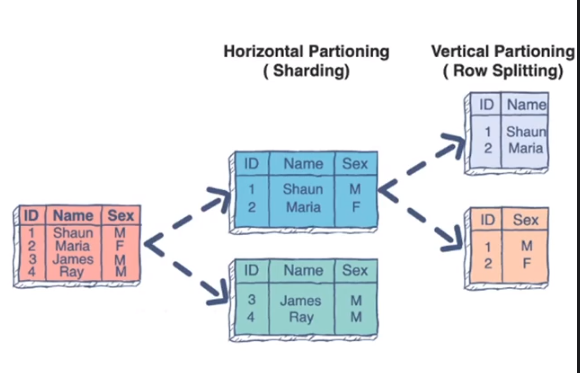 Horizontal Partioning
( Sharding)
Vertical Partioning
( Row Splitting)
ID Name Sex
1 Shaun M
2 Maria F
3 James M
4 Ray M
ID Name Sex
1 Shaun M
2 Maria F
ID Name Sex
3 James M
4 Ray M
ID Name
1 Shaun
2 Maria
ID Sex
1 M
2 F